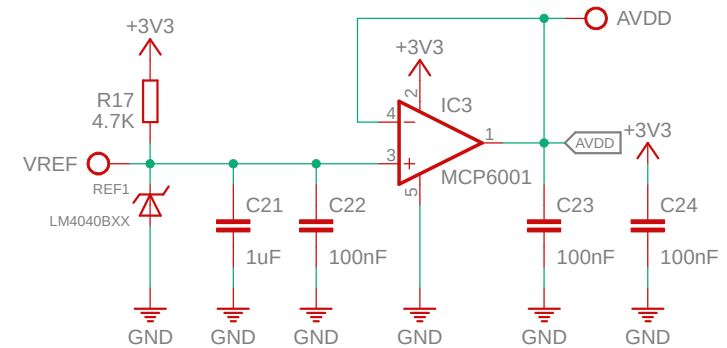 +3V3
AVDD
+3V3
R17
4.7K
2
IC3
4
1
AVDD
+3V3
VREF
3
MCP6001
REF1
5
LM4040BXX
C21
1uF
C22
100nF
C23
100nF
C24
100nF
GND
GND
GND
GND
GND
GND